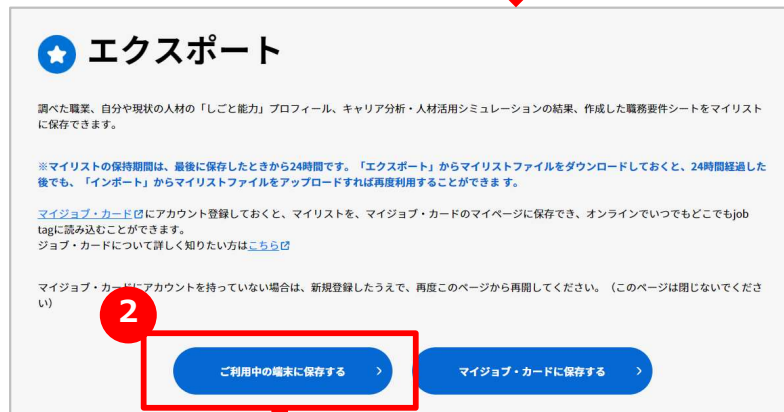 エクスポート
調べた職業、自分や現状の人材の「しごと能力」プロフィール、キャリア分析・人材活用シミュレーションの結果、作成した職務要件シートをマイリスト
に保存できます。
※マイリストの保持期間は、最後に保存したときから24時間です。「エクスポート」からマイリストファイルをダウンロードしておくと、24時間経過した
後でも、「インポート」からマイリストファイルをアップロードすれば再度利用することができます。
マイジョブ・カードにアカウント登録しておくと、マイリストを、マイジョブ・カードのマイページに保存でき、オンラインでいつでもどこでもjob
tagに読み込むことができます。
ジョブ・カードについて詳しく知りたい方はこちら
マイジョブ・カードにアカウントを持っていない場合は、新規登録したうえで、再度このページから再開してください。（このページは閉じないでくださ
い）
2
ご利用中の端末に保存する
マイジョブ・カードに保存する